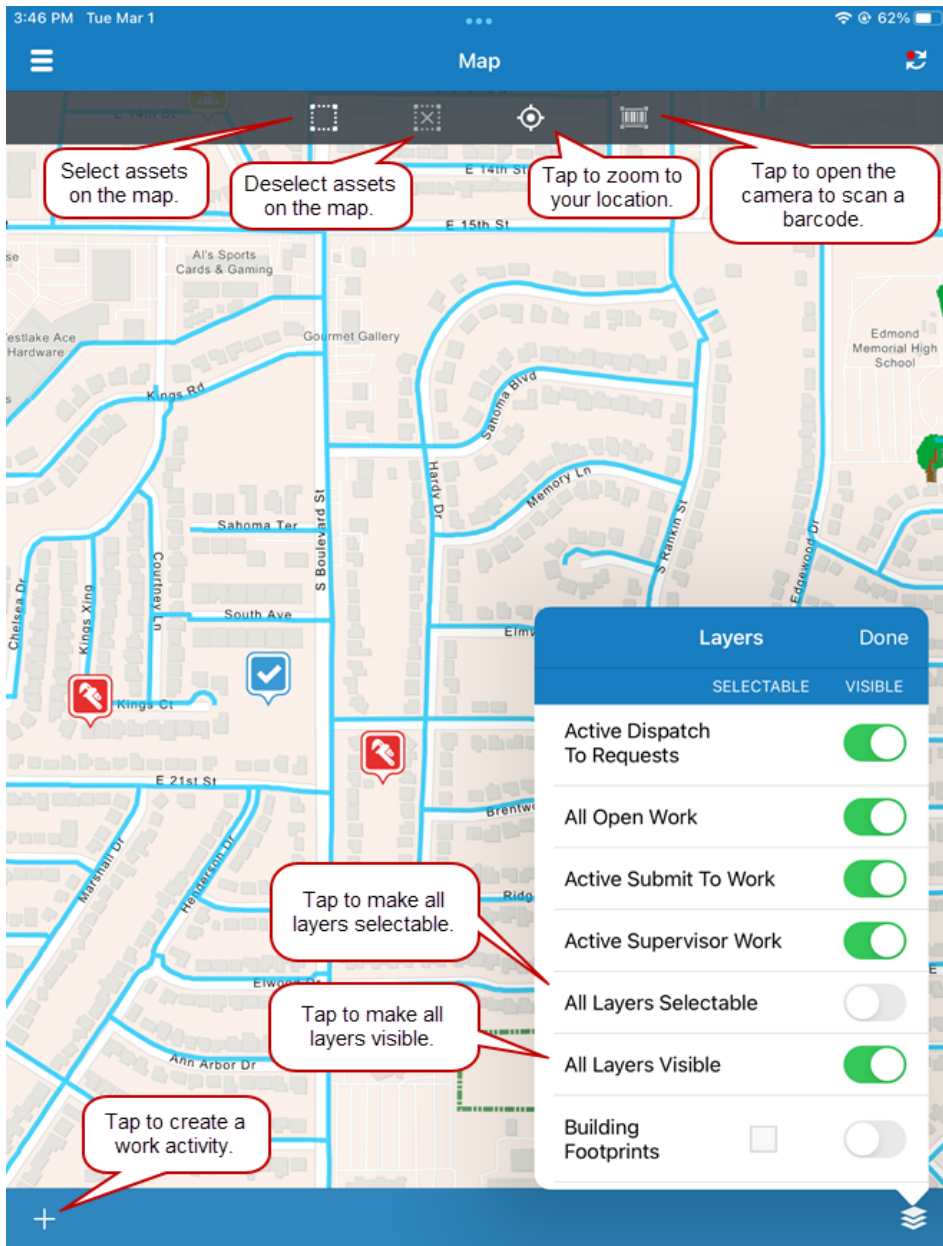 3:46 PM Tue Mar 1
62%
Map
E 14th St
Select assets
on the map.
Deselect assets
on the map.
E 14th St
Tap to zoom to
your location.
Tap to open the
camera to scan a
barcode.
E 15th St
se
Al's Sports
Cards & Gaming
estlake Ace
Hardware
Gourmet Gallery
Edmond
Memorial High
School
s
Kings Rd
Sahoma Blvd
Hardy Dr
Memory Ln
Sahoma Ter
S Boulevard St
S Rankin St
Edgewood Dr
Chelsea Dr
Kings Xing
Courtney Ln
South Ave
Elmw
Kings Ct
E 21st St
Brentwo
Marshall Dr
Henderson Dr
Ridg
Elwood Dr
E
Ann Arbor Dr
Layers
Done
SELECTABLE VISIBLE
Active Dispatch
To Requests
All Open Work
Active Submit To Work
Active Supervisor Work
All Layers Selectable
All Layers Visible
Building
Footprints
Tap to make all
layers selectable.
Tap to make all
layers visible.
Tap to create a
work activity.